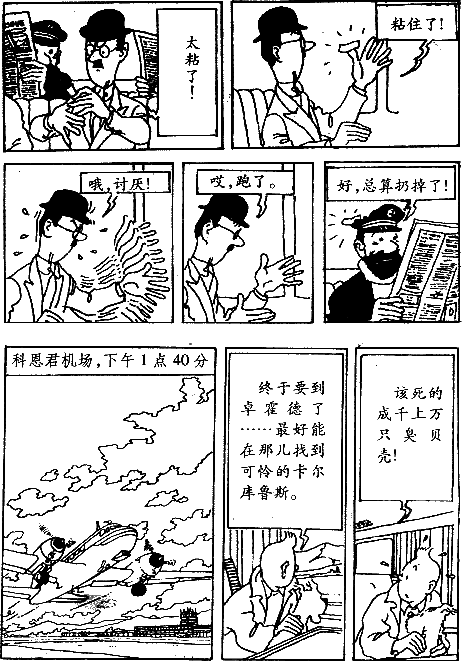 太
粘
了
！
粘住了！
哦，讨厌！
哎，跑了。
好，总算扔掉了！
科恩君机场，下午1点40分
终于要到
卓霍德了
……最好能
在那儿找到
可怜的卡尔
库鲁斯。
该死的
成千上万
只臭贝
壳！